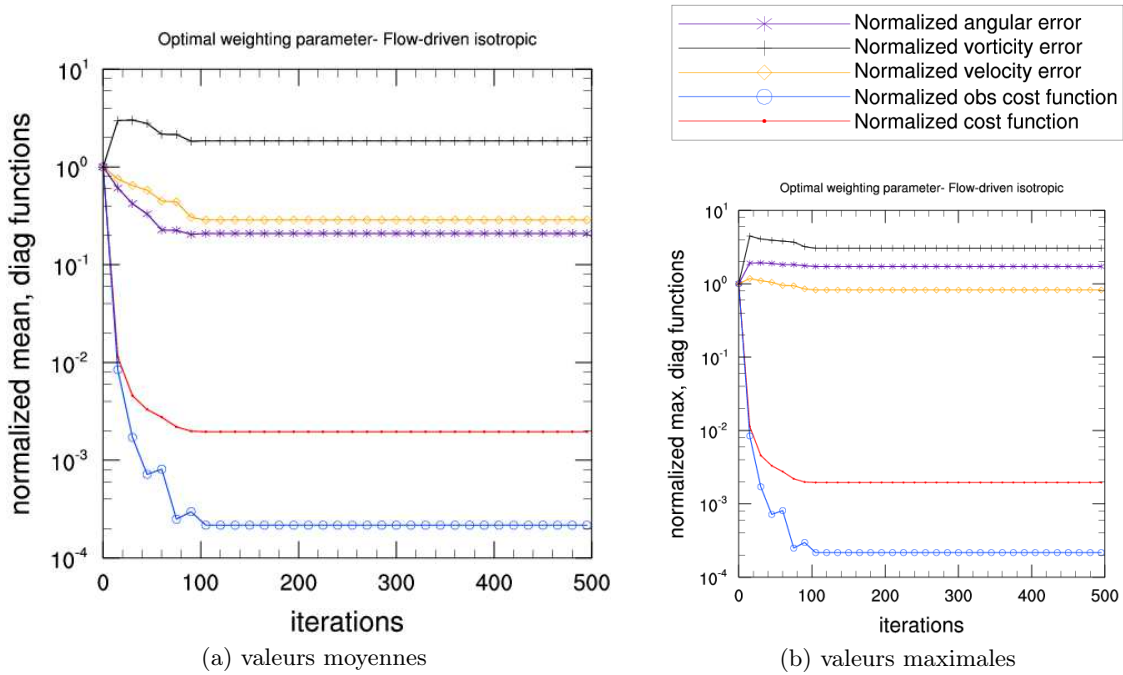 Optimal weighting parameter- Flow-driven isotropic
normalized mean, diag functions
10^1
10^0
10^-1
10^-2
10^-3
10^-4
0 100 200 300 400 500
iterations
(a) valeurs moyennes
Normalized angular error
Normalized vorticity error
Normalized velocity error
Normalized obs cost function
Normalized cost function
Optimal weighting parameter- Flow-driven isotropic
normalized max, diag functions
10^1
10^0
10^-1
10^-2
10^-3
10^-4
0 100 200 300 400 500
iterations
(b) valeurs maximales